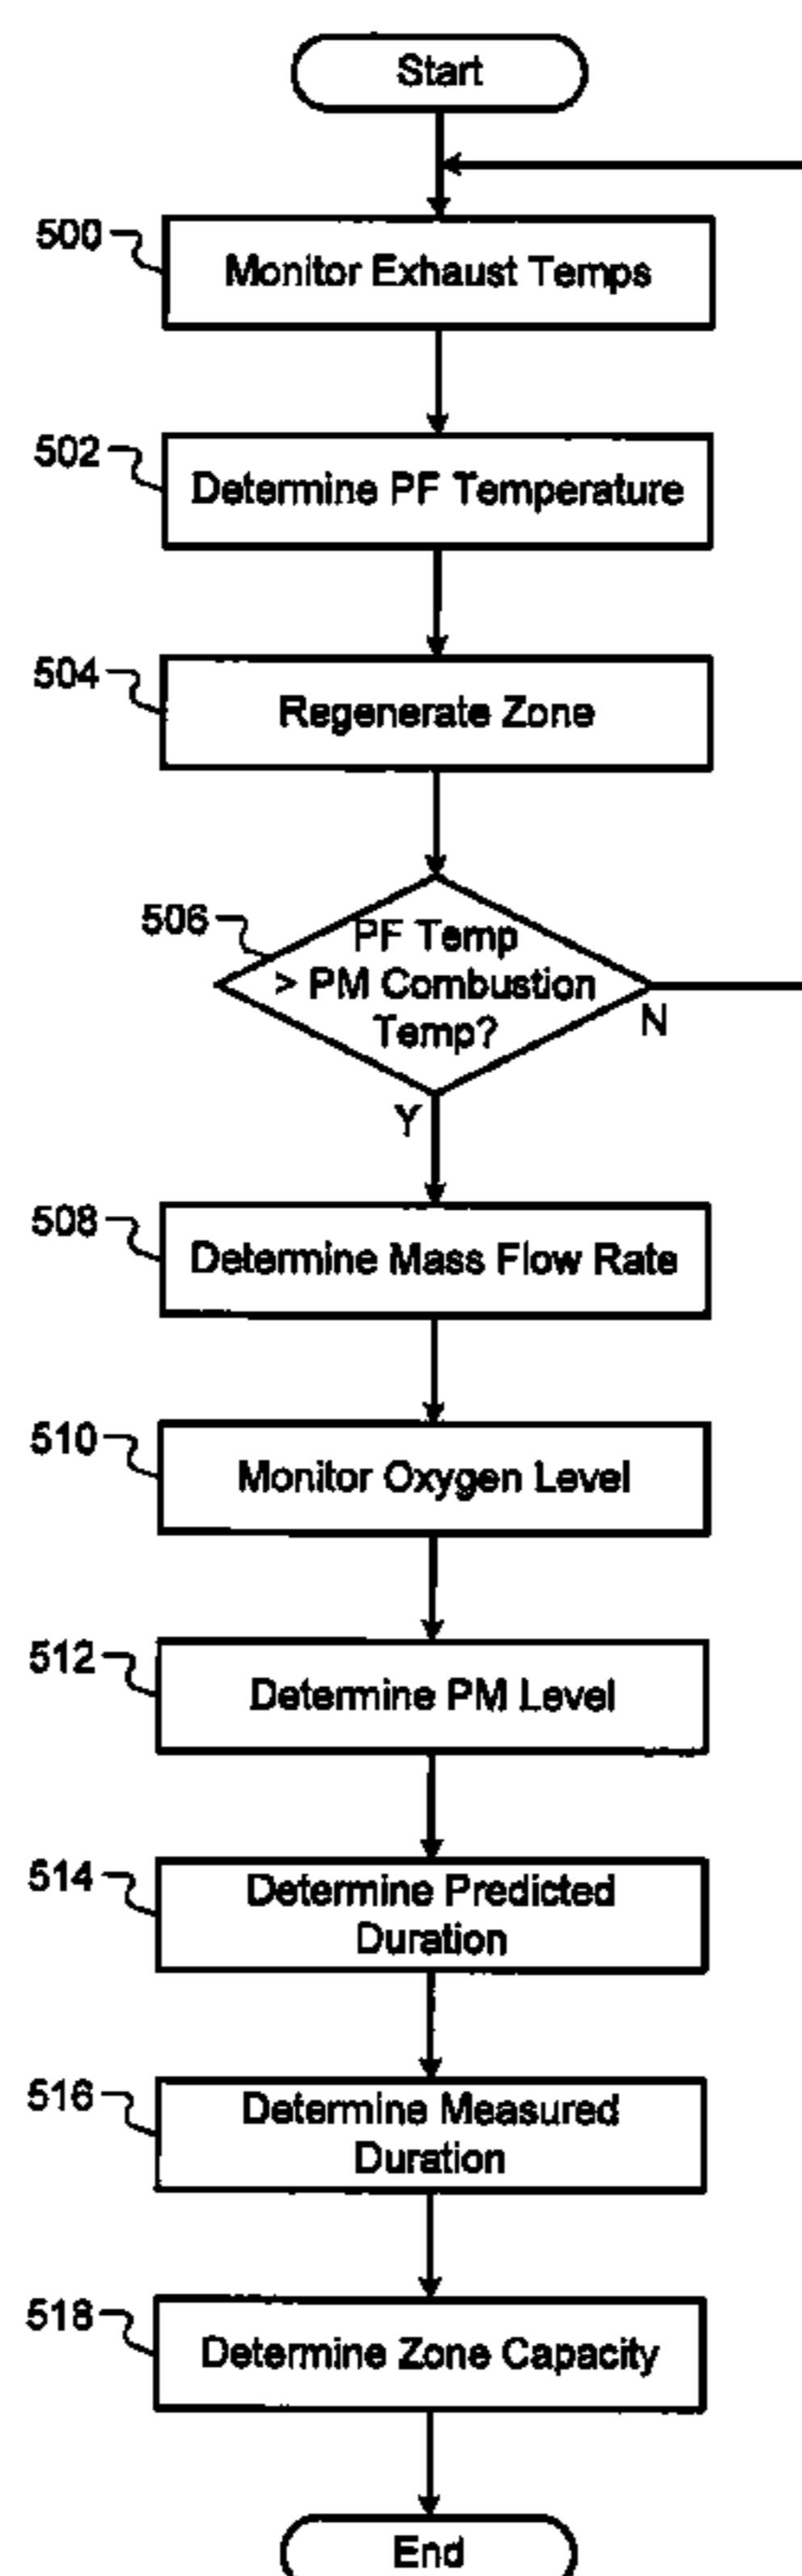 Start
500
Monitor Exhaust Temps
502
Determine PF Temperature
504
Regenerate Zone
506
PF Temp
> PM Combustion
Temp?
N
Y
508
Determine Mass Flow Rate
510
Monitor Oxygen Level
512
Determine PM Level
514
Determine Predicted
Duration
516
Determine Measured
Duration
518
Determine Zone Capacity
End